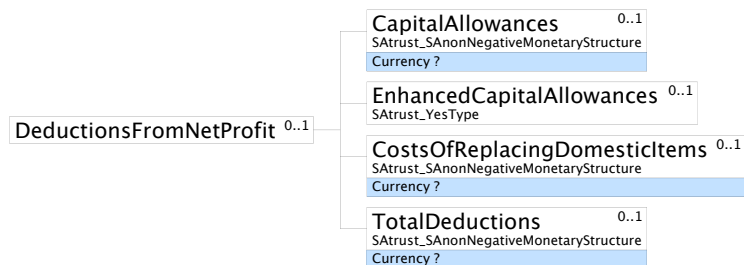 CapitalAllowances 0..1
SAtrust_SAnonNegativeMonetaryStructure
Currency ?
EnhancedCapitalAllowances 0..1
SAtrust_YesType
DeductionsFromNetProfit 0..1
CostsOfReplacingDomesticItems 0..1
SAtrust_SAnonNegativeMonetaryStructure
Currency ?
TotalDeductions 0..1
SAtrust_SAnonNegativeMonetaryStructure
Currency ?